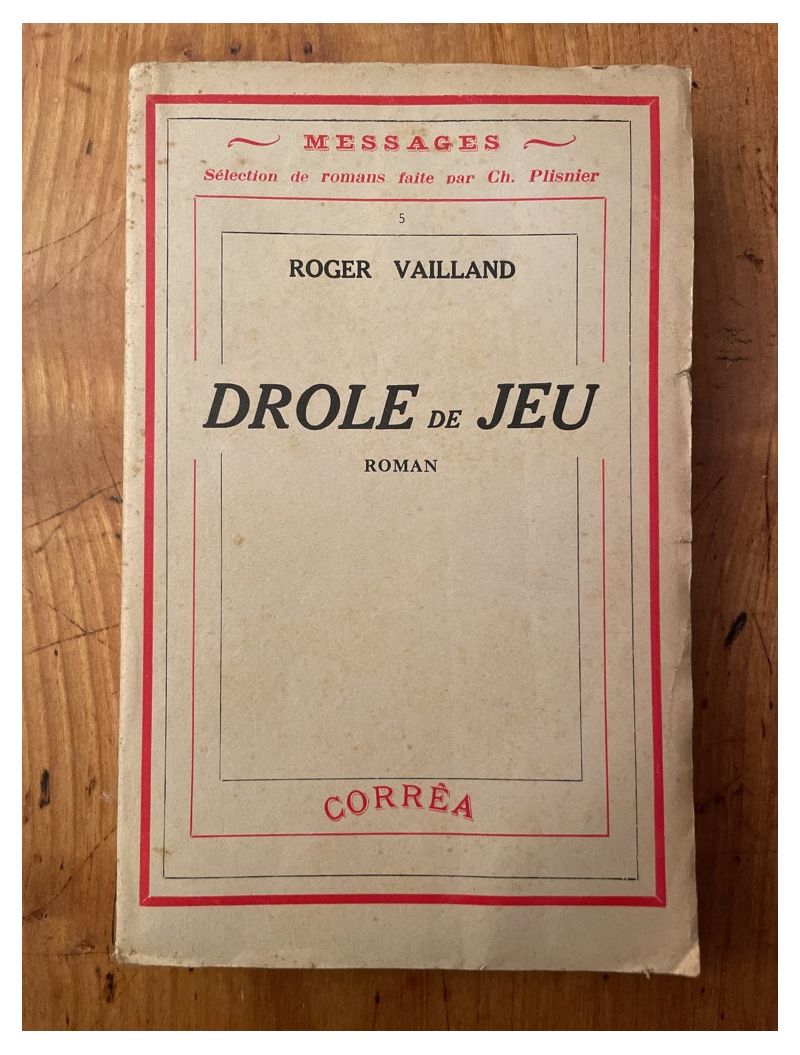 MESSAGES
Sélection de romans faite par Ch. Plisnier
5
ROGER VAILLAND
DROLE DE JEU
ROMAN
CORRÊA